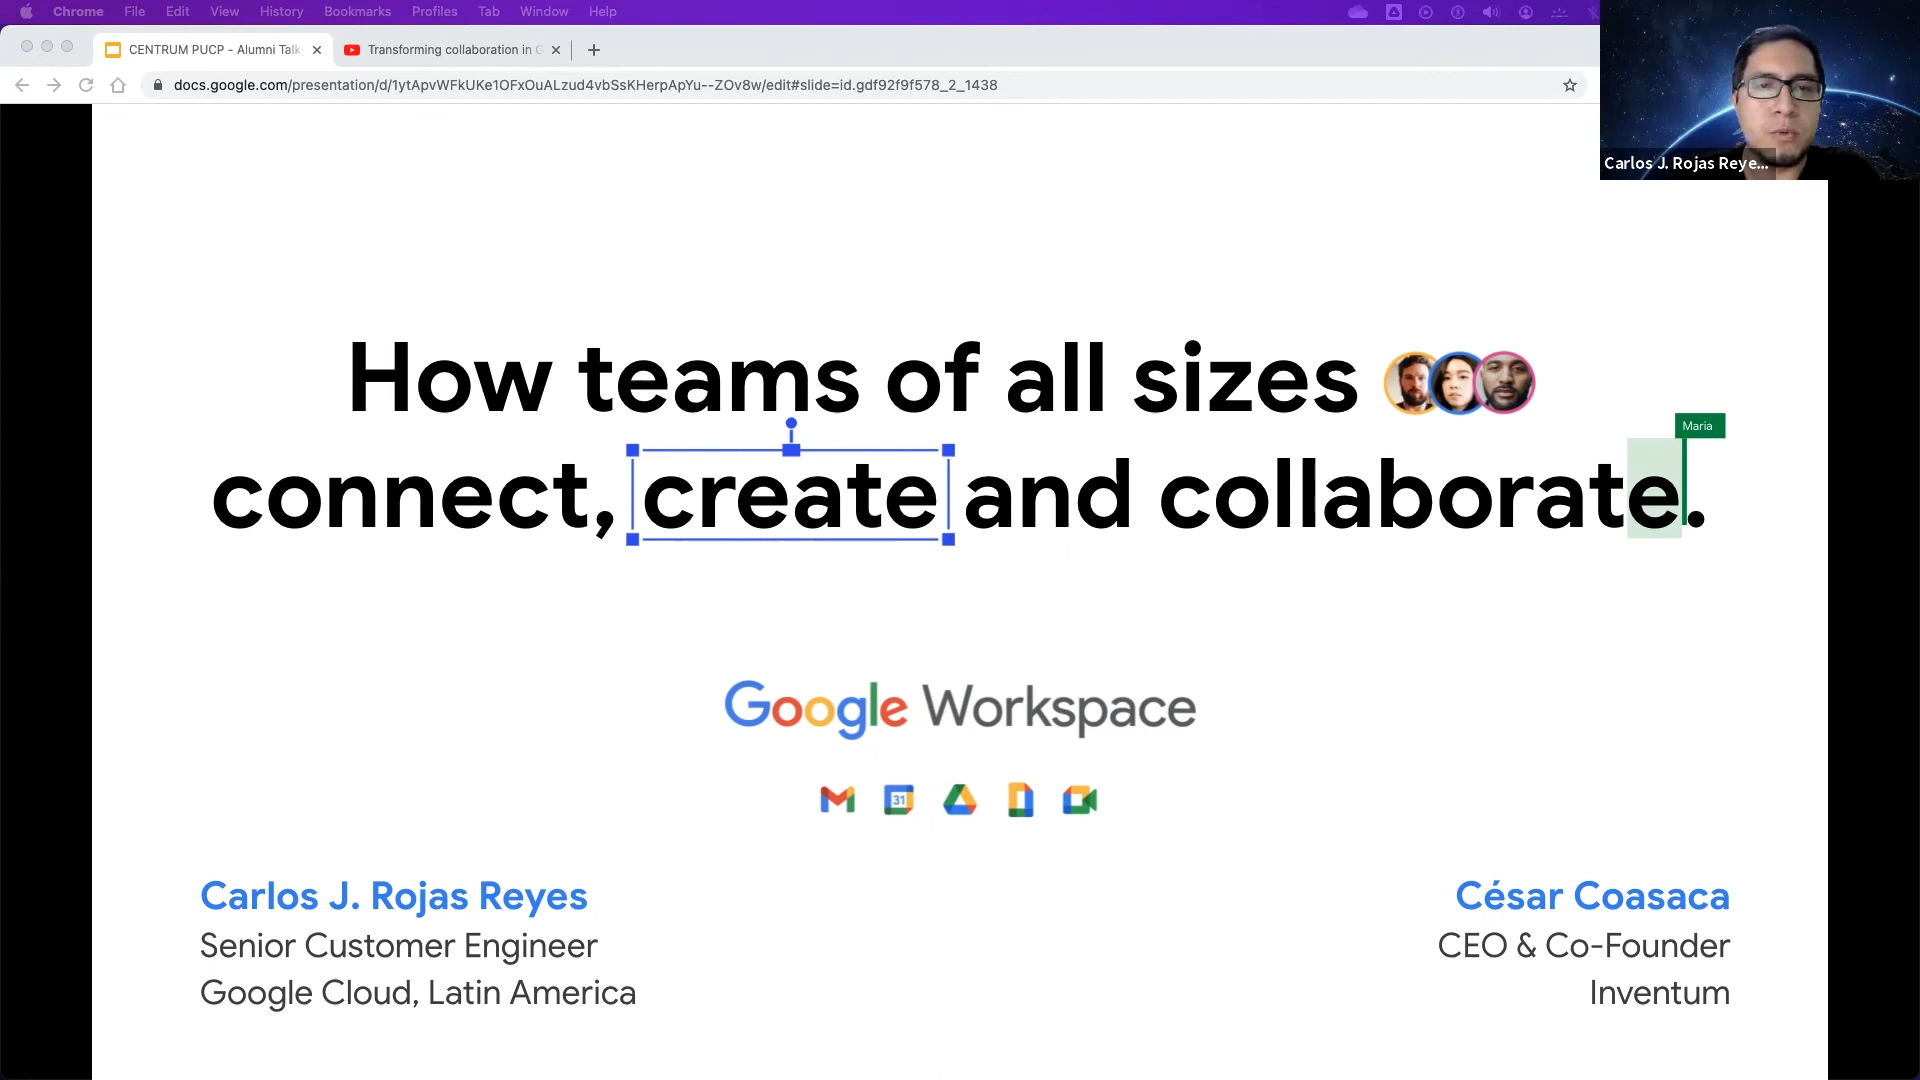 Chrome File Edit View History Bookmarks Profiles Tab Window Help
CENTRUM PUCP - Alumni Talk
Transforming collaboration in
docs.google.com/presentation/d/1ytApvWFkUKe1OFxOuALzud4vbSsKHerpApYu--ZOv8w/edit#slide=id.gdf92f9f578_2_1438
Carlos J. Rojas Reye...
How teams of all sizes
Maria
connect, create and collaborate.
Google Workspace
31
Carlos J. Rojas Reyes
Senior Customer Engineer
Google Cloud, Latin America
César Coasaca
CEO & Co-Founder
Inventum